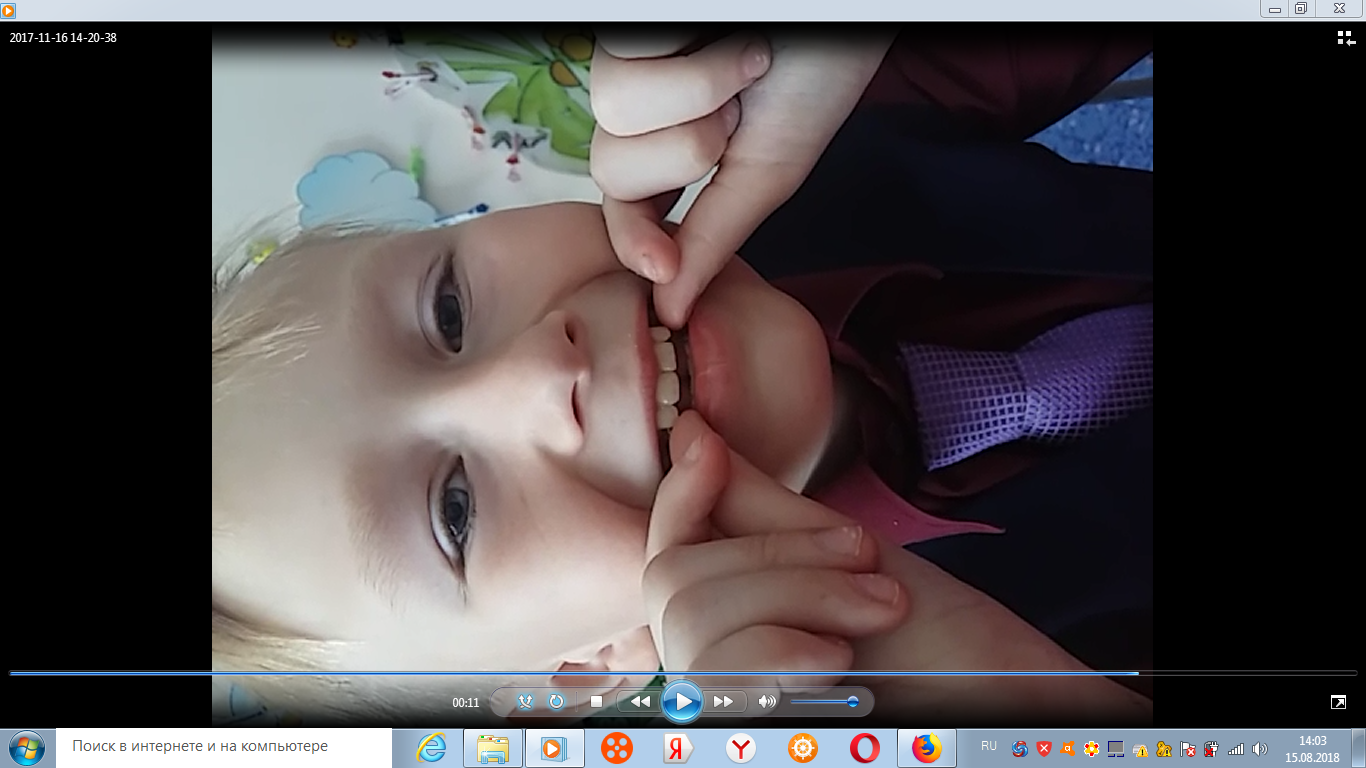 2017-11-16 14-20-38
00:11
Поиск в интернете и на компьютере
RU
14:03
15.08.2018